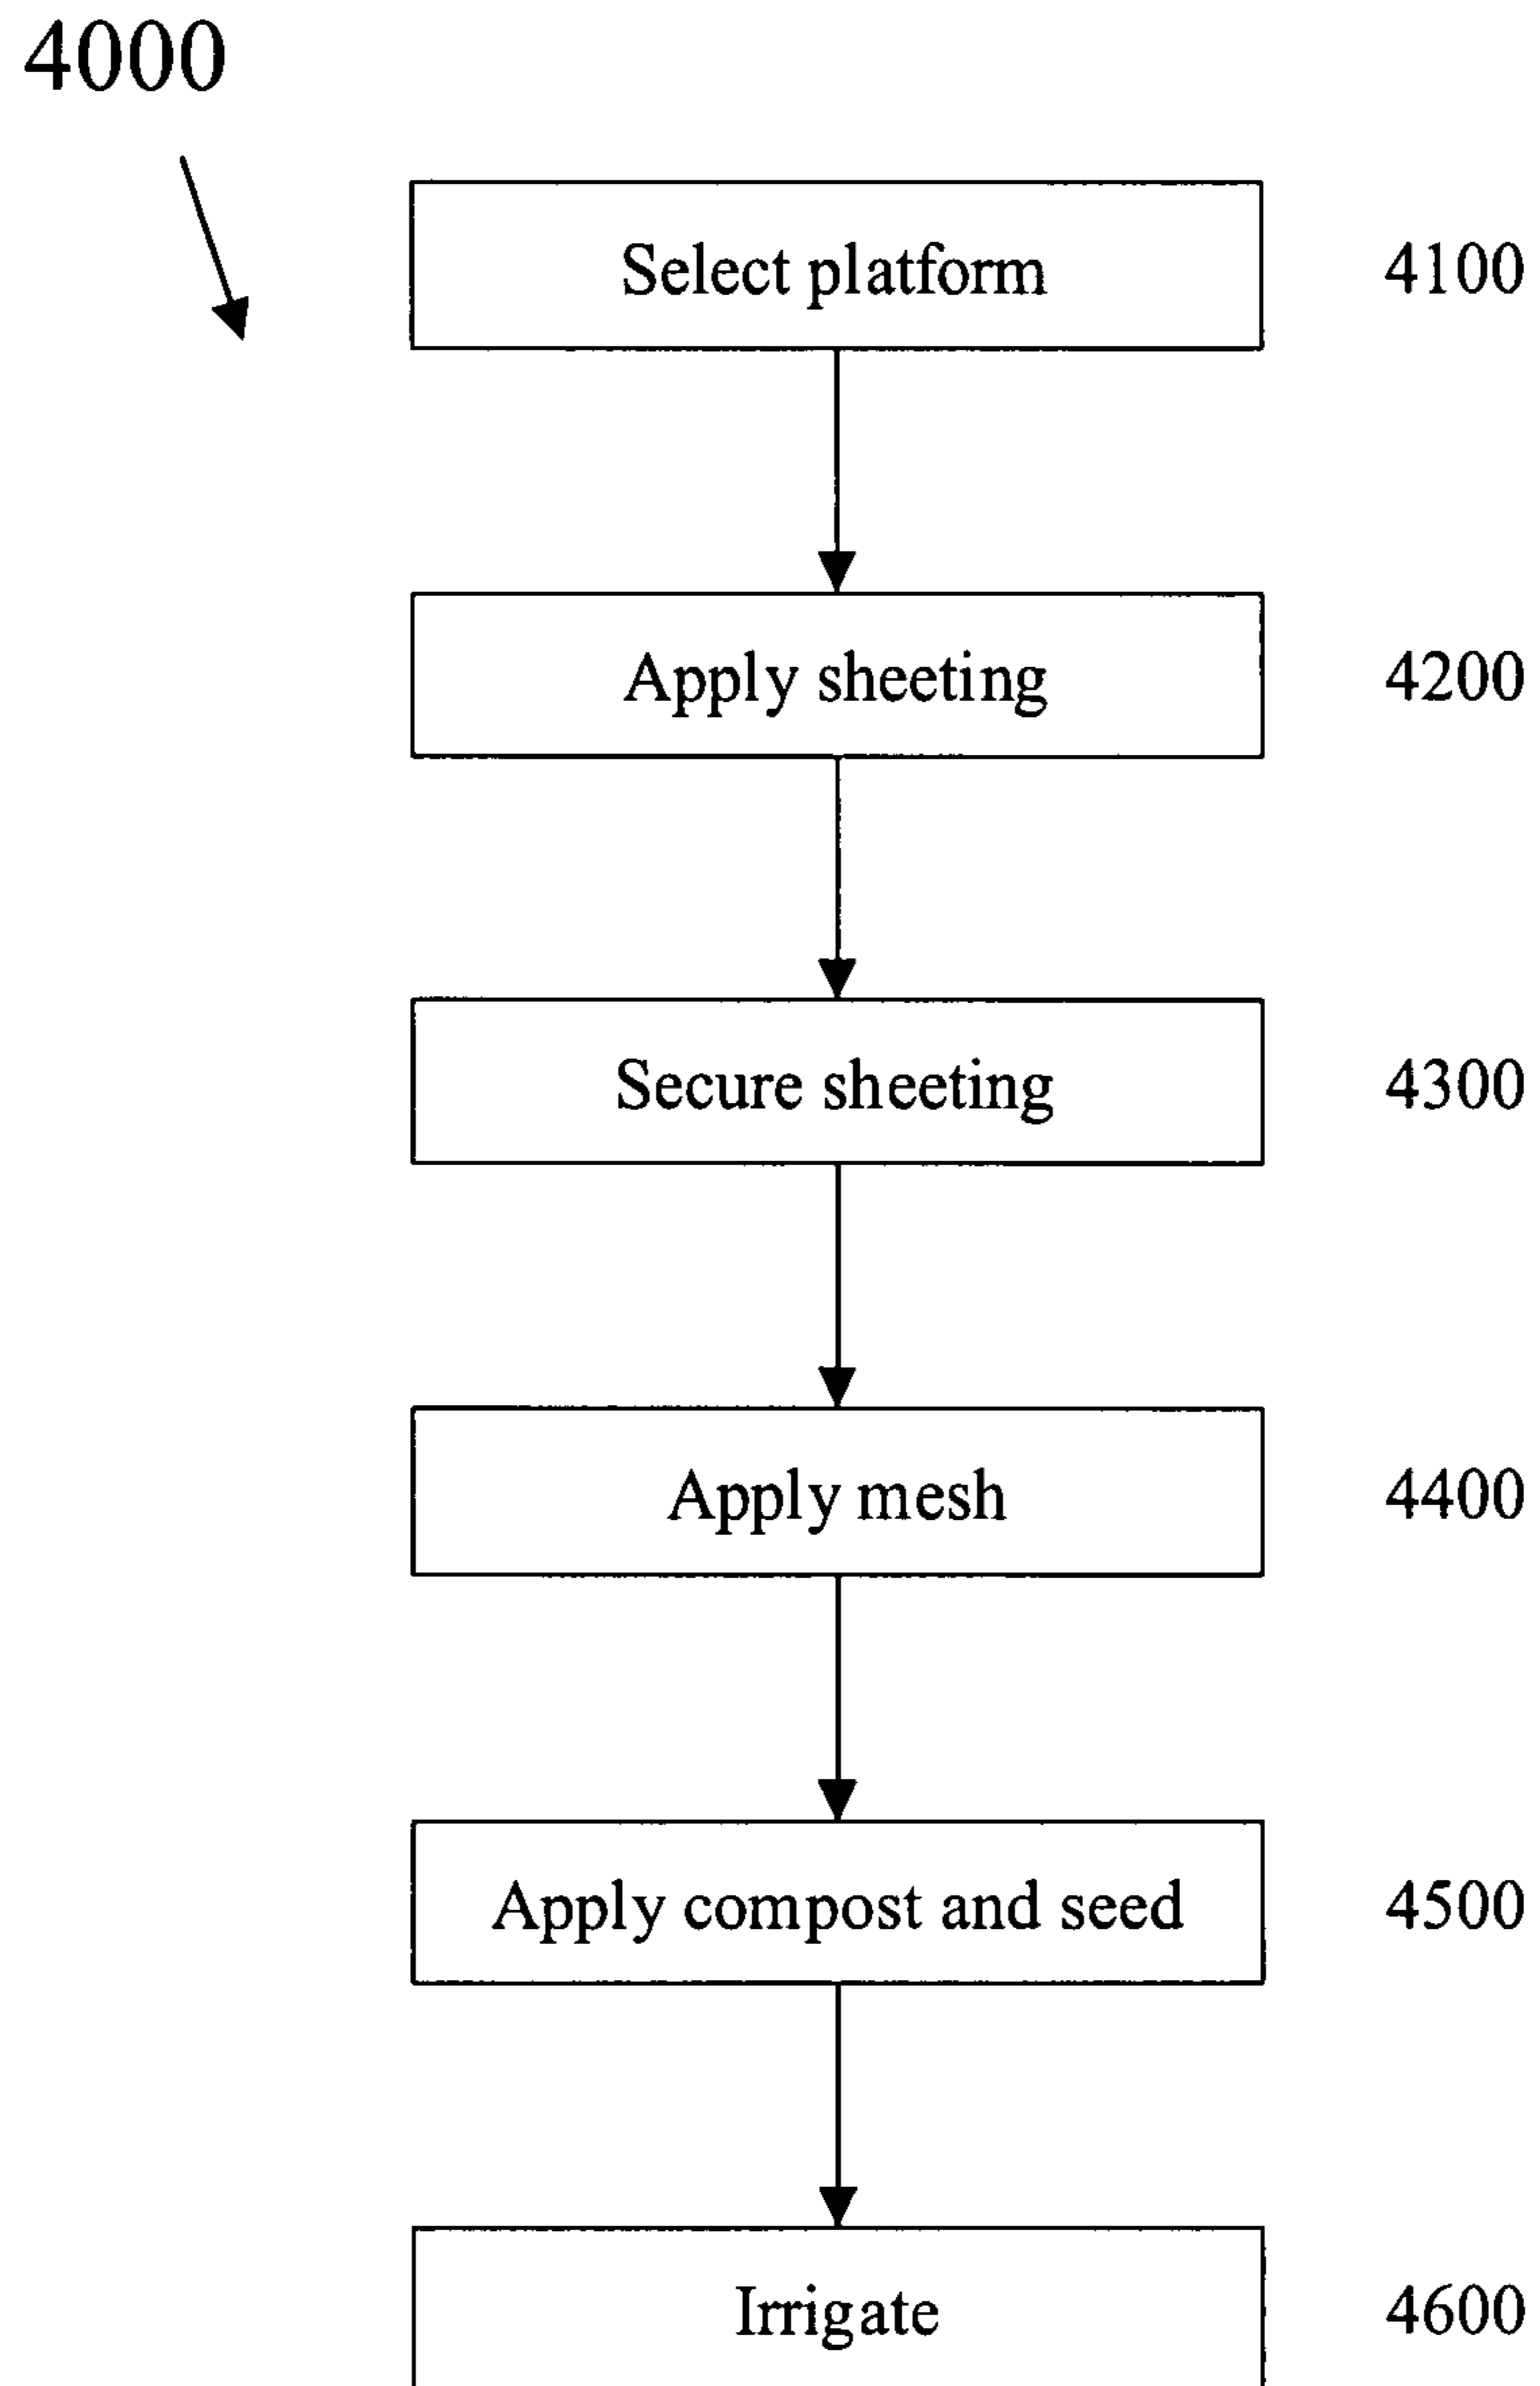 4000
Select platform 4100
Apply sheeting 4200
Secure sheeting 4300
Apply mesh 4400
Apply compost and seed 4500
Irrigate 4600